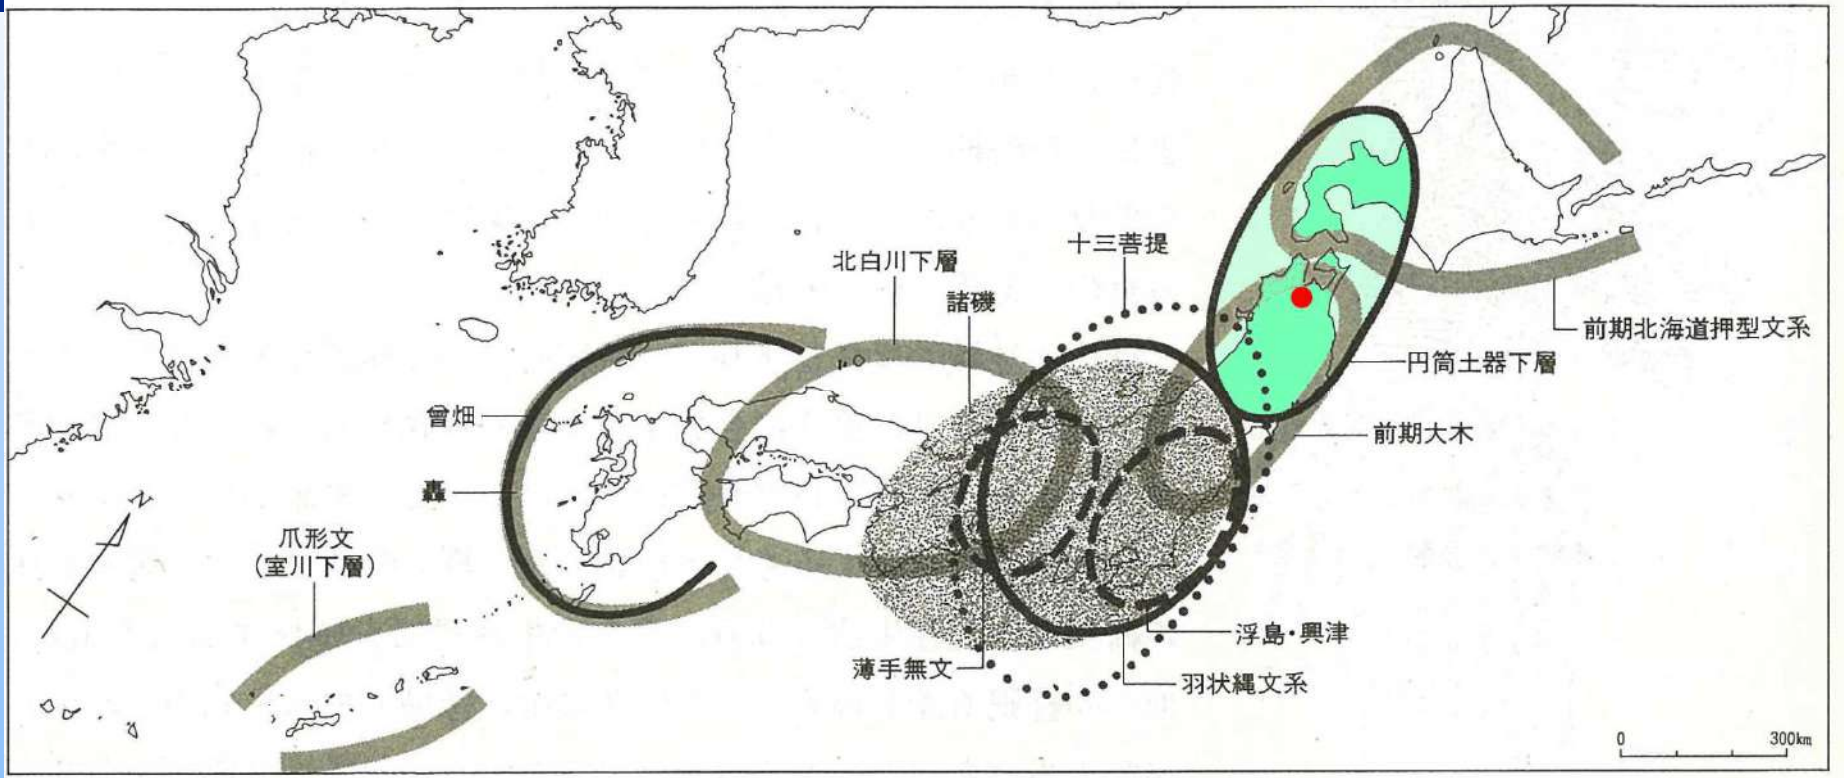 十三菩提
北白川下層
諸磯
前期北海道押型文系
円筒土器下層
曾畑
前期大木
轟
N
爪形文
(室川下層)
浮島・興津
薄手無文
羽状縄文系
0 300km